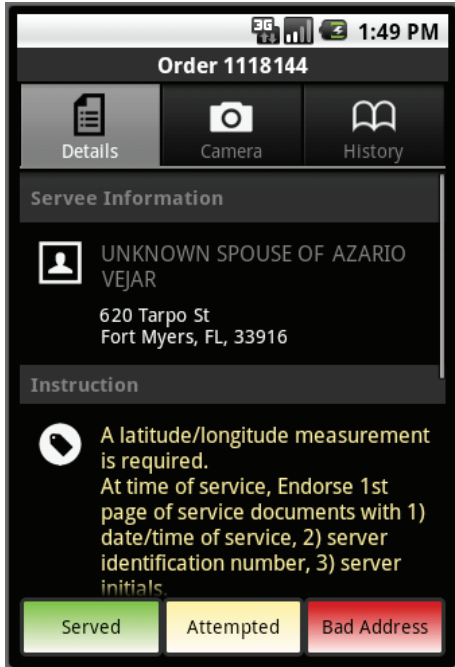 3G 1:49 PM
Order 1118144
Details Camera History
Servee Information
UNKNOWN SPOUSE OF AZARIO
VEJAR
620 Tarpo St
Fort Myers, FL, 33916
Instruction
A latitude/longitude measurement
is required.
At time of service, Endorse 1st
page of service documents with 1)
date/time of service, 2) server
identification number, 3) server
initials.
Served Attempted Bad Address